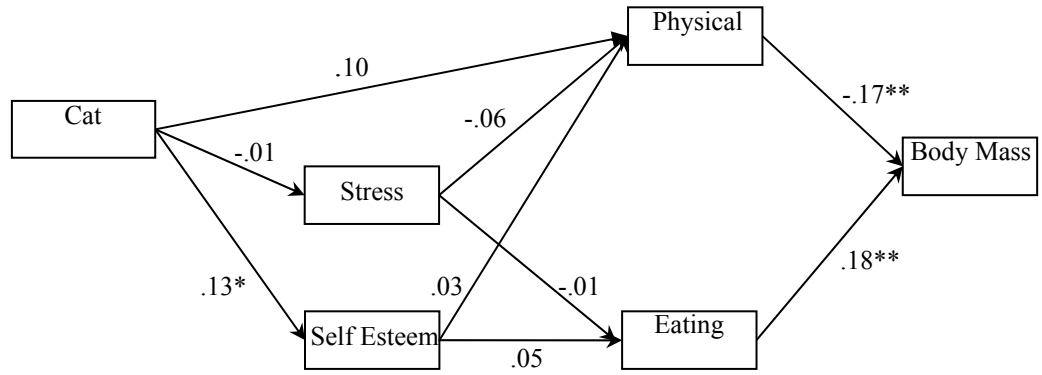 Physical
.10
-.17**
Cat
-.06
-.01
Body Mass
Stress
.18**
.13*
.03
-.01
Self Esteem
Eating
.05